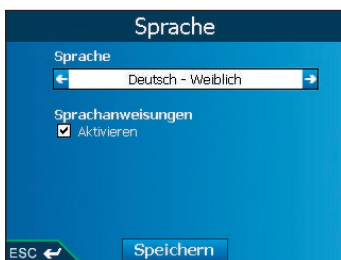 Sprache
Sprache
Deutsch - Weiblich
Sprachanweisungen
Aktivieren
ESC
Speichern